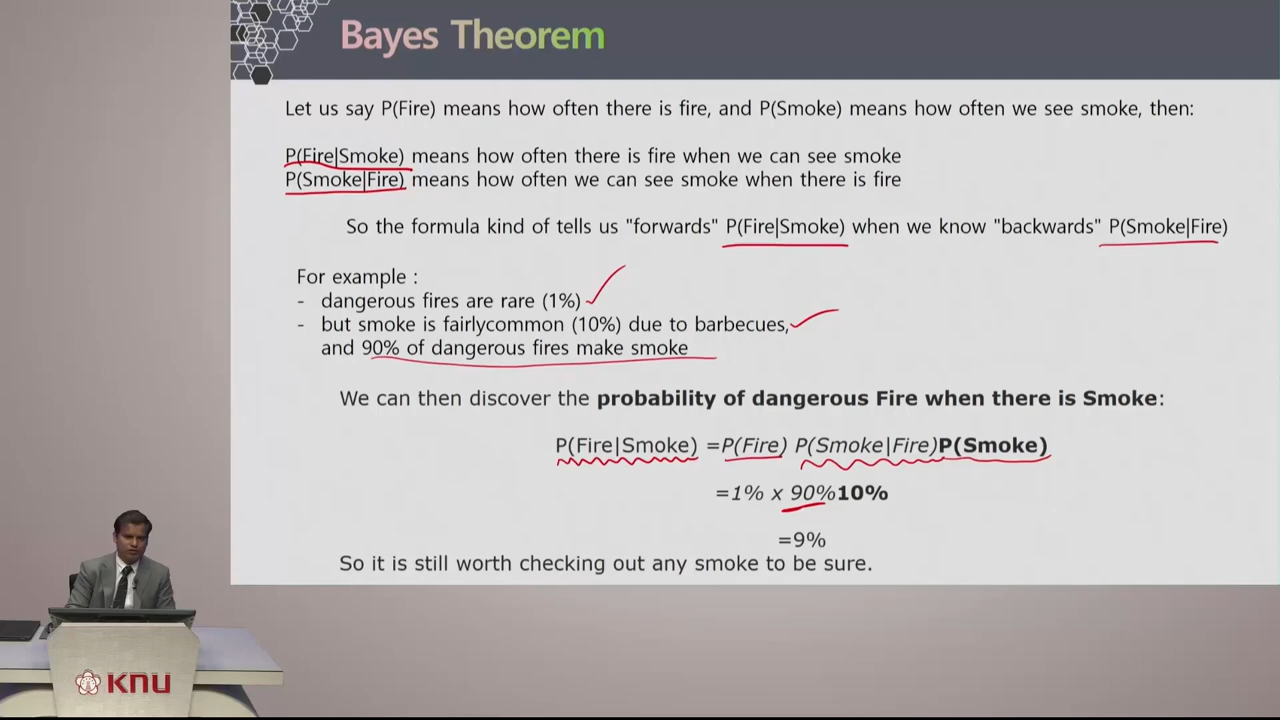 Bayes Theorem
Let us say P(Fire) means how often there is fire, and P(Smoke) means how often we see smoke, then:
P(Fire|Smoke) means how often there is fire when we can see smoke
P(Smoke|Fire) means how often we can see smoke when there is fire
So the formula kind of tells us "forwards" P(Fire|Smoke) when we know "backwards" P(Smoke|Fire)
For example :
- dangerous fires are rare (1%)
- but smoke is fairlycommon (10%) due to barbecues,
and 90% of dangerous fires make smoke
We can then discover the probability of dangerous Fire when there is Smoke:
P(Fire|Smoke) =P(Fire) P(Smoke|Fire)P(Smoke)
=1% x 90%10%
=9%
So it is still worth checking out any smoke to be sure.
KNU